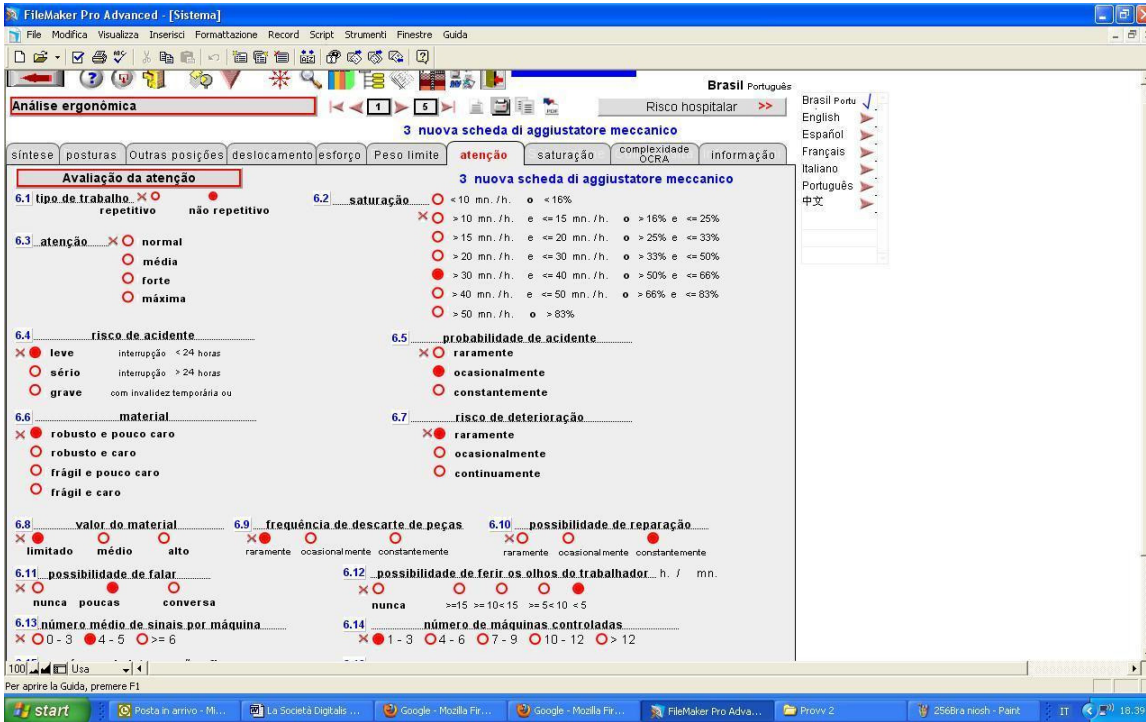 FileMaker Pro Advanced - [Sistema]
File Modifica Visualizza Inserisci Formattazione Record Script Strumenti Finestre Guida
Brasil Português
Análise ergonômica
1 5
Risco hospitalar >>
Brasil Portu
English
Español
Français
Italiano
Português
中文
3 nuova scheda di aggiustatore meccanico
síntese posturas Outras posições deslocamento esforço Peso limite atenção saturação complexidade OCRA informação
Avaliação da atenção
3 nuova scheda di aggiustatore meccanico
6.1 tipo de trabalho
repetitivo não repetitivo
6.2 saturação
< 10 mn. /h. o < 16%
> 10 mn. /h. e <= 15 mn. /h. o > 16% e <= 25%
> 15 mn. /h. e <= 20 mn. /h. o > 25% e <= 33%
> 20 mn. /h. e <= 30 mn. /h. o > 33% e <= 50%
> 30 mn. /h. e <= 40 mn. /h. o > 50% e <= 66%
> 40 mn. /h. e <= 50 mn. /h. o > 66% e <= 83%
> 50 mn. /h. o > 83%
6.3 atenção
normal
média
forte
máxima
6.4 risco de acidente
leve interrupção < 24 horas
sério interrupção > 24 horas
grave com invalidez temporária ou
6.5 probabilidade de acidente
raramente
ocasionalmente
constantemente
6.6 material
robusto e pouco caro
robusto e caro
frágil e pouco caro
frágil e caro
6.7 risco de deterioração
raramente
ocasionalmente
continuamente
6.8 valor do material
limitado médio alto
6.9 frequência de descarte de peças
raramente ocasionalmente constantemente
6.10 possibilidade de reparação
raramente ocasionalmente constantemente
6.11 possibilidade de falar
nunca poucas conversa
6.12 possibilidade de ferir os olhos do trabalhador h. / mn.
nunca >=15 >= 10< 15 >= 5< 10 < 5
6.13 número médio de sinais por máquina
0 - 3 4 - 5 >= 6
6.14 número de máquinas controladas
1 - 3 4 - 6 7 - 9 10 - 12 > 12
100 Usa
Per aprire la Guida, premere F1
start Posta in arrivo - Mi... La Società Digitalis ... Google - Mozilla Fir... Google - Mozilla Fir... FileMaker Pro Adva... Provv 2 256Bra niosh - Paint IT 18.39